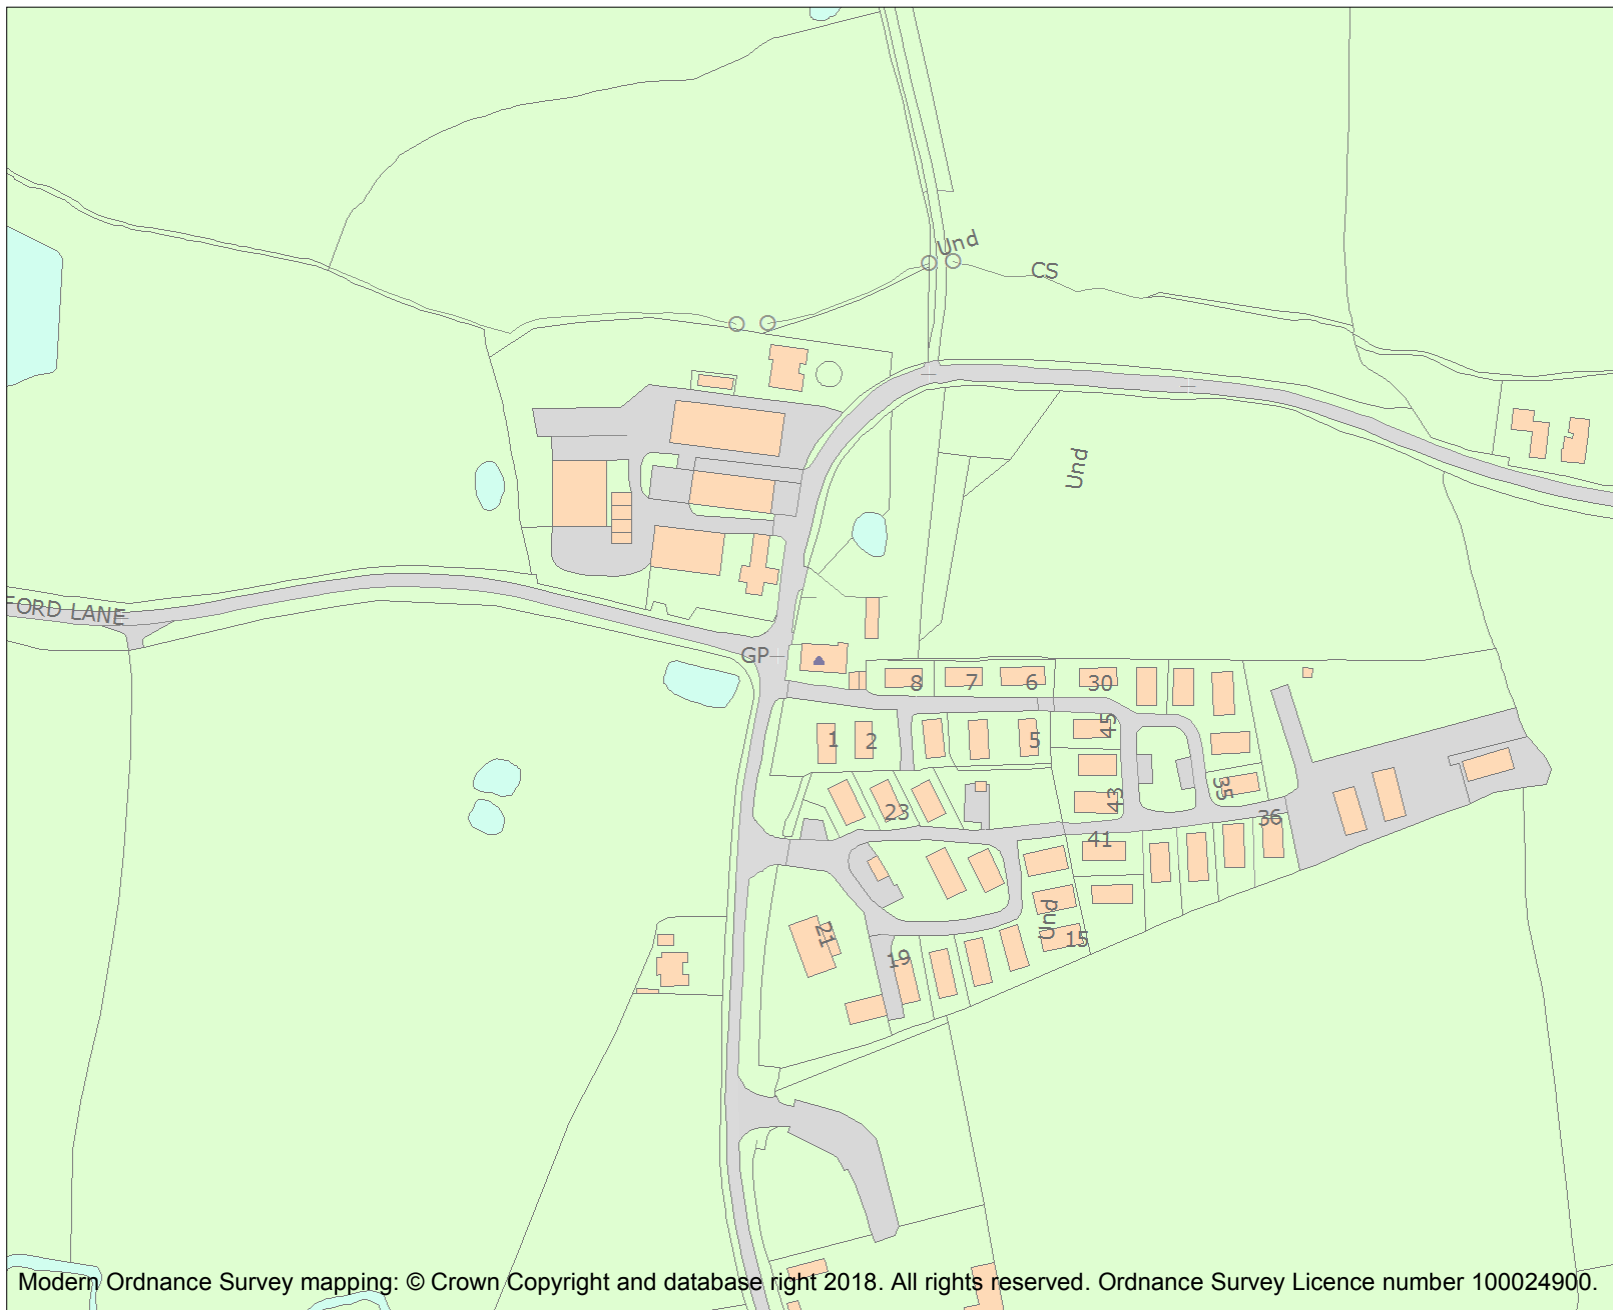 Und
CS
Und
FORD LANE
GP
8
7
6
30
1
2
5
45
43
35
23
36
41
21
19
Und
15
Modern Ordnance Survey mapping: © Crown Copyright and database right 2018. All rights reserved. Ordnance Survey Licence number 100024900.